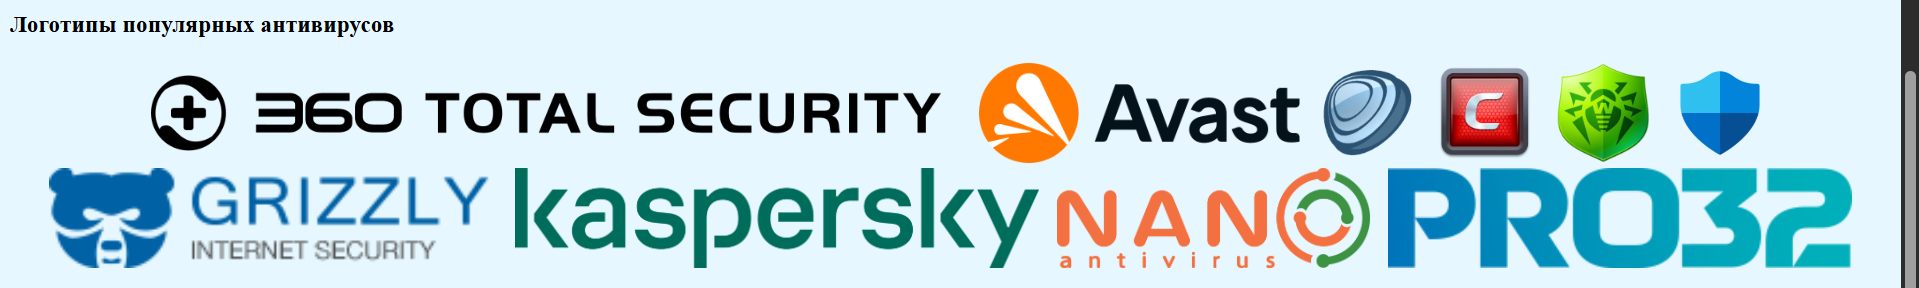 Логотипы популярных антивирусов
360 TOTAL SECURITY
Avast
C
GRIZZLY
INTERNET SECURITY
kaspersky
NANO
antivirus
PRO32